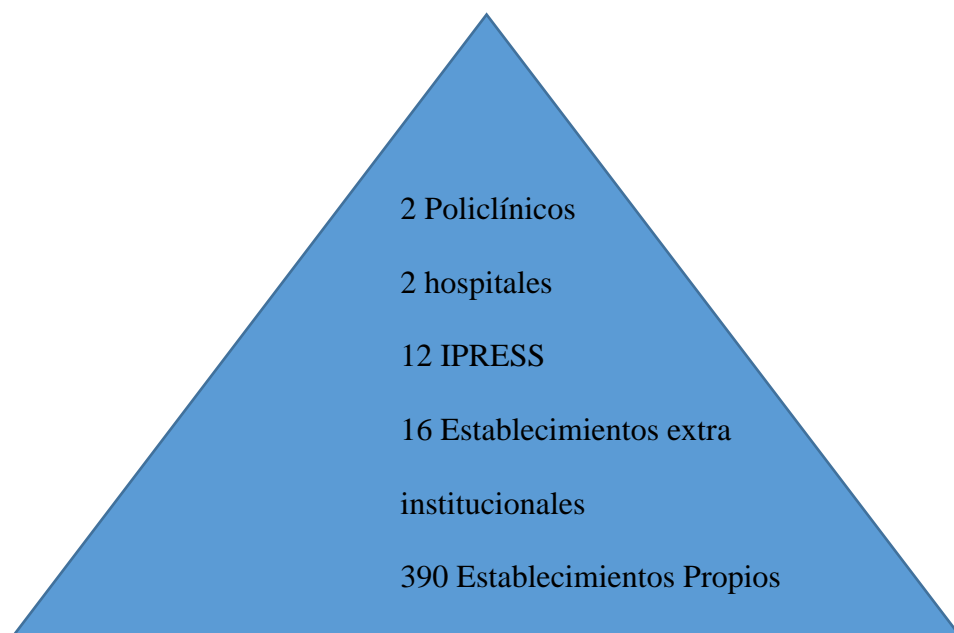 2 Policlínicos
2 hospitales
12 IPRESS
16 Establecimientos extra
institucionales
390 Establecimientos Propios